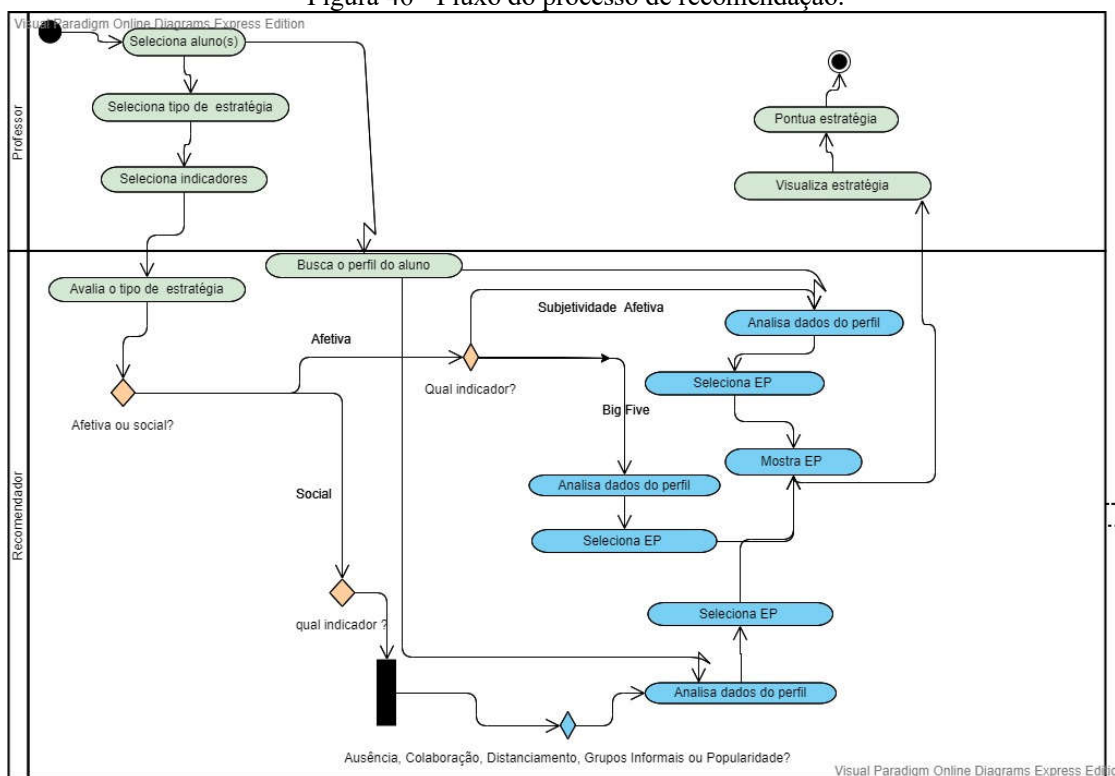 Figura 40 - Fluxo do processo de recomendação.
Visual Paradigm Online Diagrams Express Edition
Seleciona aluno(s)
Seleciona tipo de estratégia
Pontua estratégia
Professor
Seleciona indicadores
Visualiza estratégia
Busca o perfil do aluno
Avalia o tipo de estratégia
Subjetividade Afetiva
Analisa dados do perfil
Afetiva
Qual indicador?
Seleciona EP
Big Five
Afetiva ou social?
Mostra EP
Analisa dados do perfil
Social
Recomendador
Seleciona EP
Seleciona EP
qual indicador ?
Analisa dados do perfil
Ausência, Colaboração, Distanciamento, Grupos Informais ou Popularidade?
Visual Paradigm Online Diagrams Express Editio